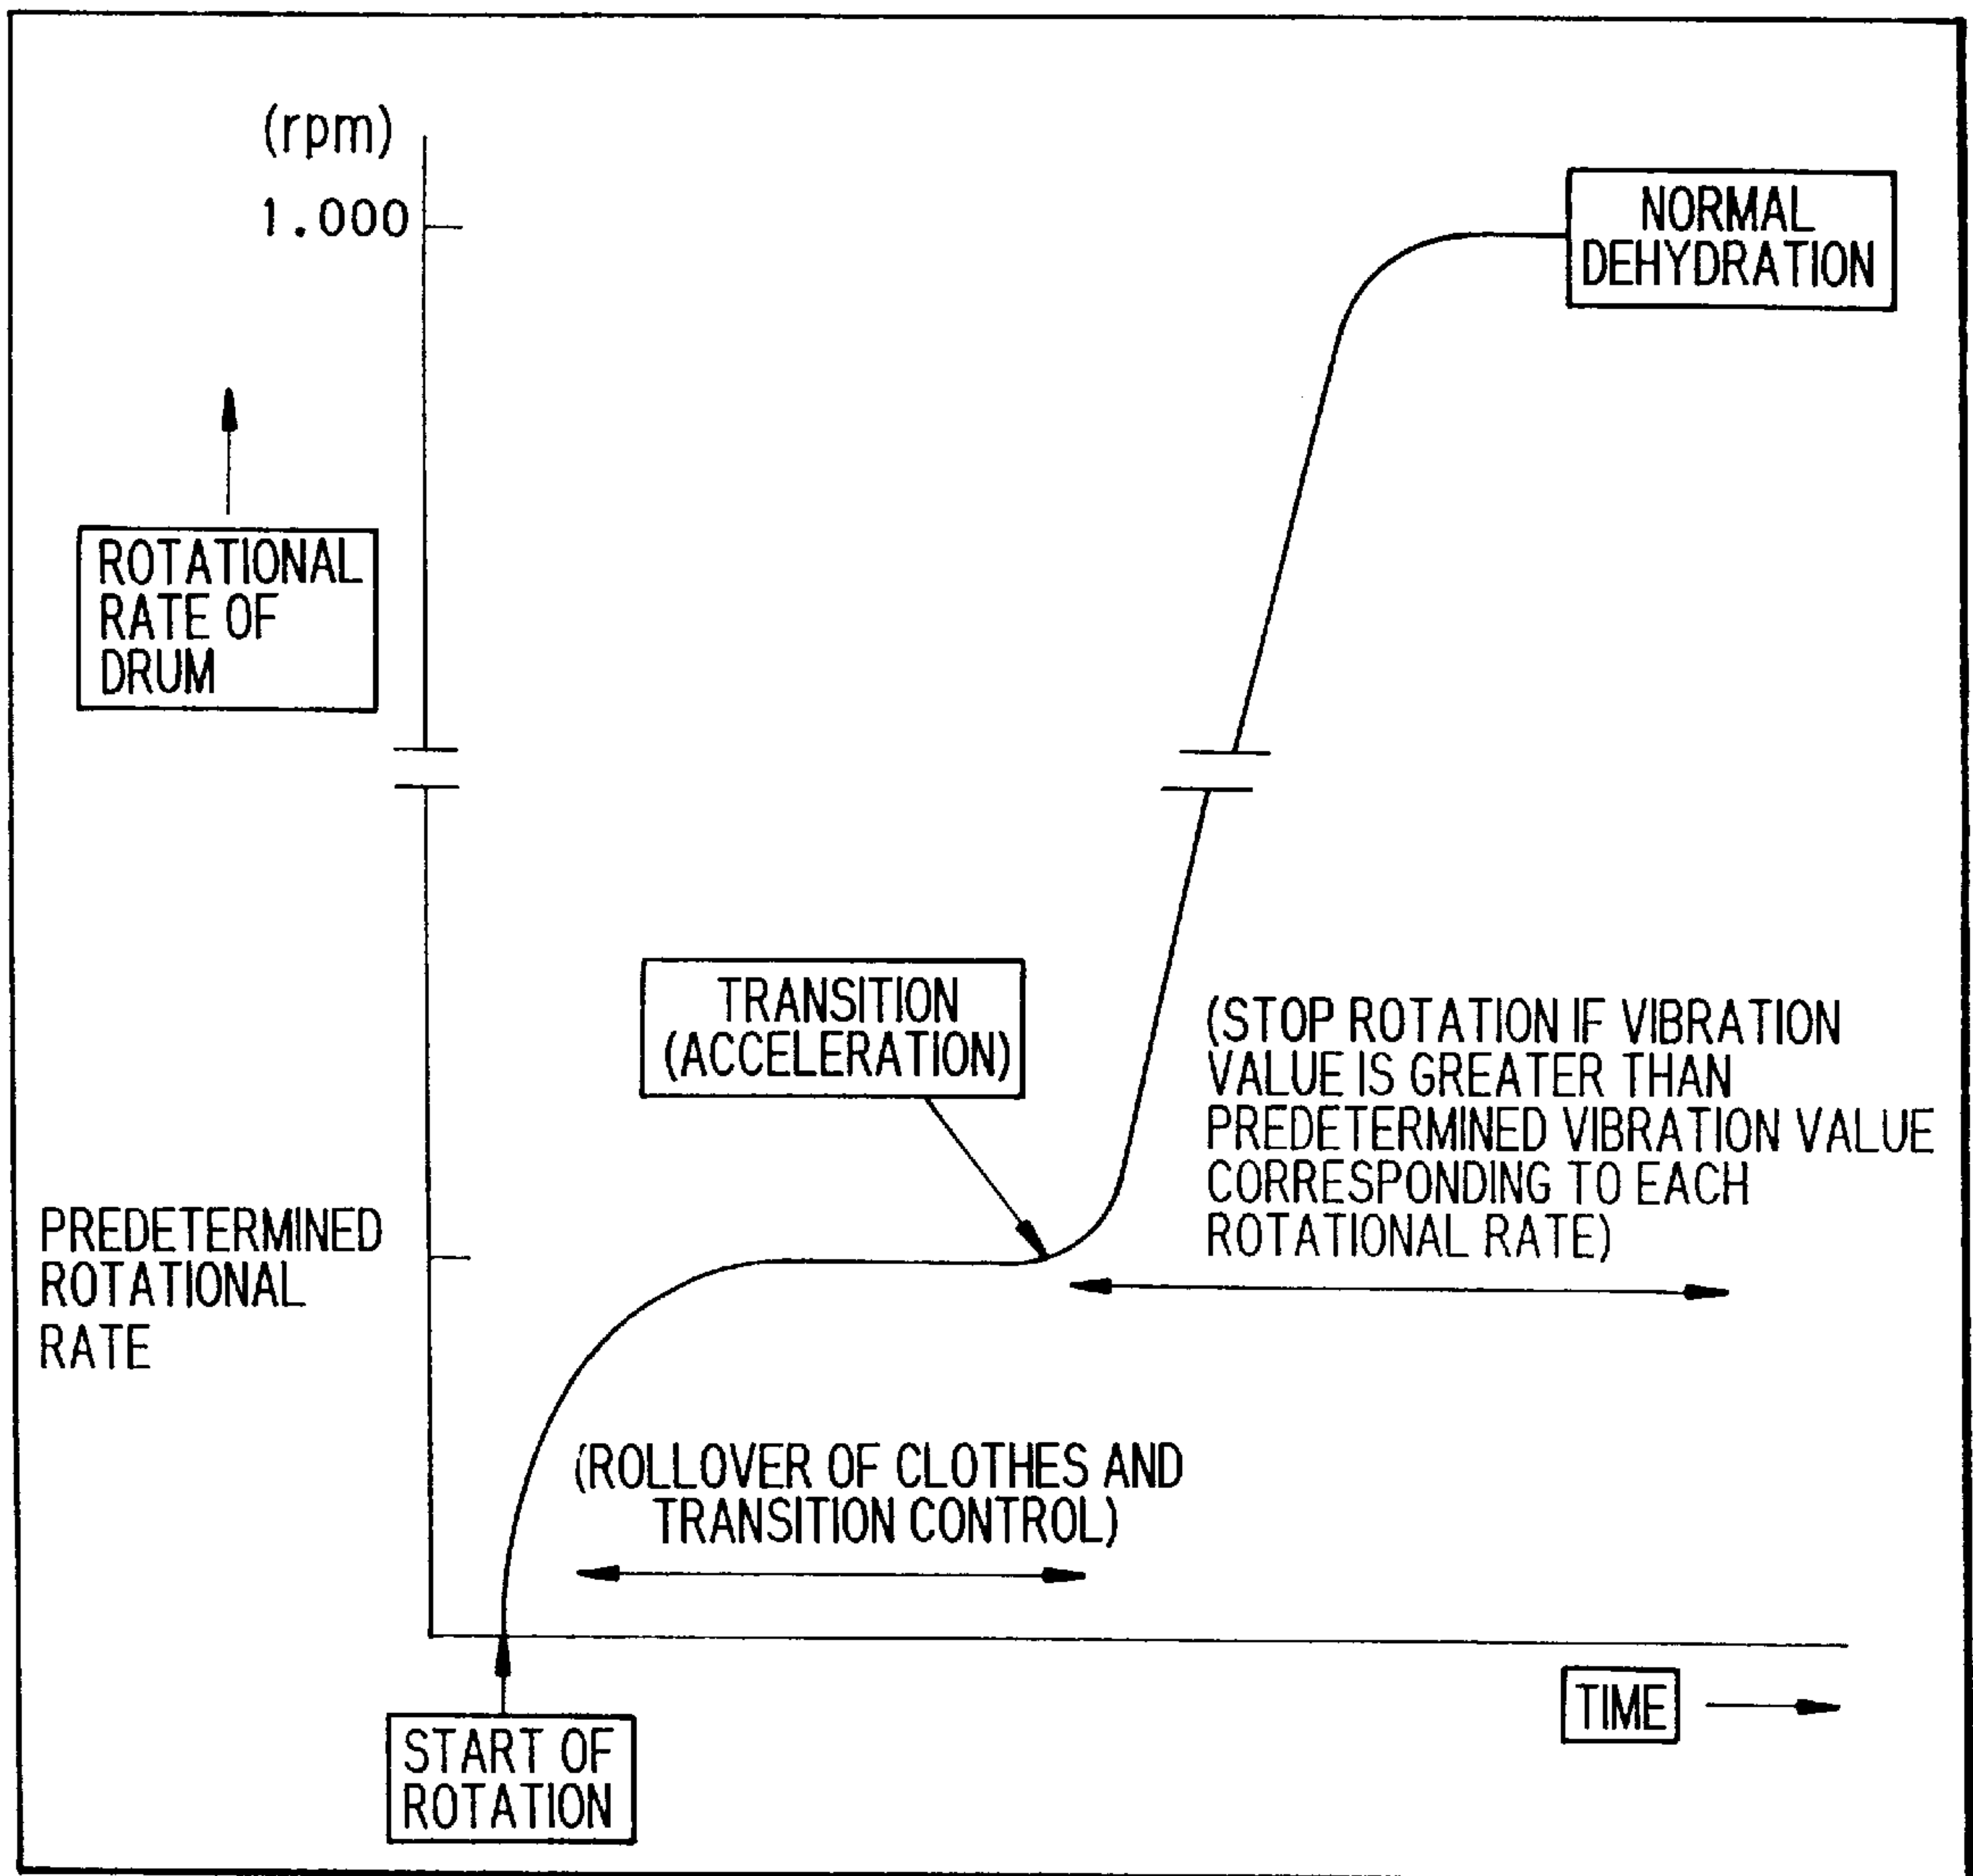 (rpm)
1.000
NORMAL
DEHYDRATION
ROTATIONAL
RATE OF
DRUM
TRANSITION
(ACCELERATION)
(STOP ROTATION IF VIBRATION
VALUE IS GREATER THAN
PREDETERMINED VIBRATION VALUE
CORRESPONDING TO EACH
ROTATIONAL RATE)
PREDETERMINED
ROTATIONAL
RATE
(ROLLOVER OF CLOTHES AND
TRANSITION CONTROL)
TIME
START OF
ROTATION